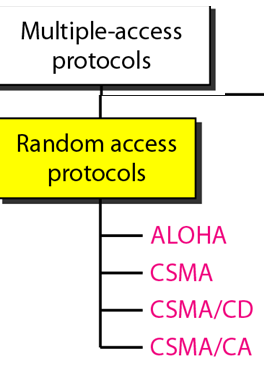 Multiple-access
protocols
Random access
protocols
ALOHA
CSMA
CSMA/CD
CSMA/CA